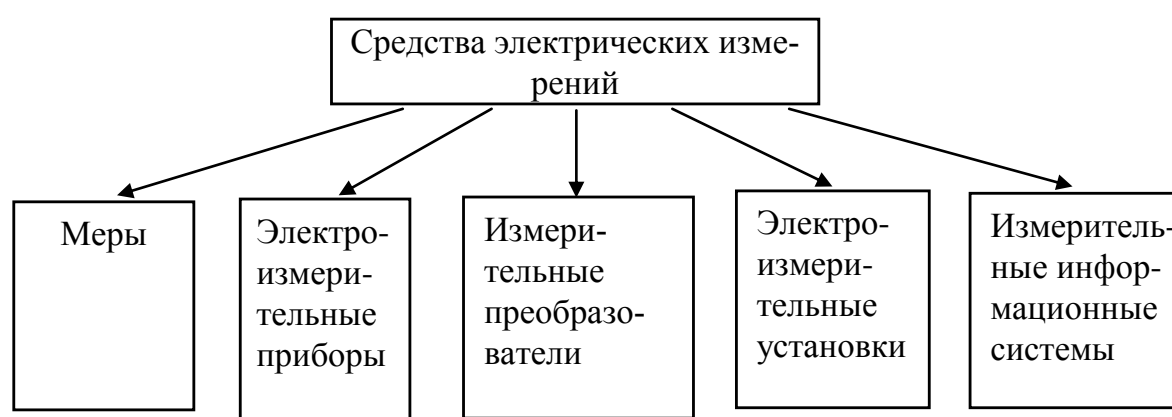 Средства электрических изме-
рений
Меры
Электро-
измери-
тельные
приборы
Измери-
тельные
преобразо-
ватели
Электро-
измери-
тельные
установки
Измеритель-
ные инфор-
мационные
системы